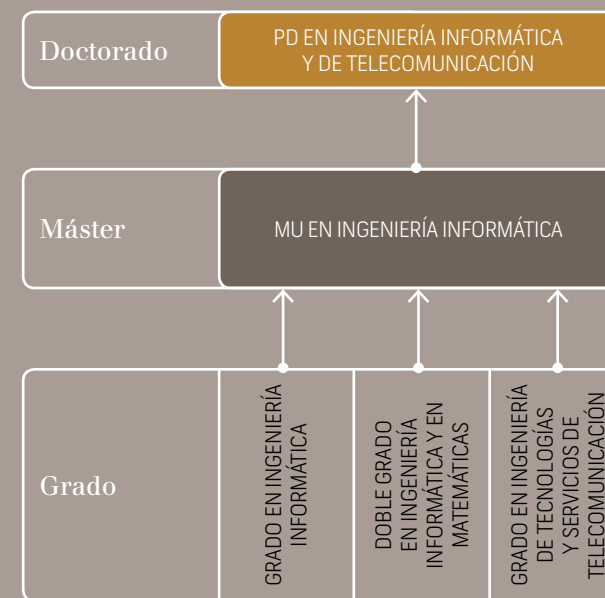 Doctorado
PD EN INGENIERÍA INFORMÁTICA
Y DE TELECOMUNICACIÓN
Máster
MU EN INGENIERÍA INFORMÁTICA
Grado
GRADO EN INGENIERÍA
INFORMÁTICA
DOBLE GRADO
EN INGENIERÍA
INFORMÁTICA Y EN
MATEMÁTICAS
GRADO EN INGENIERÍA
DE TECNOLOGÍAS
Y SERVICIOS DE
TELECOMUNICACIÓN